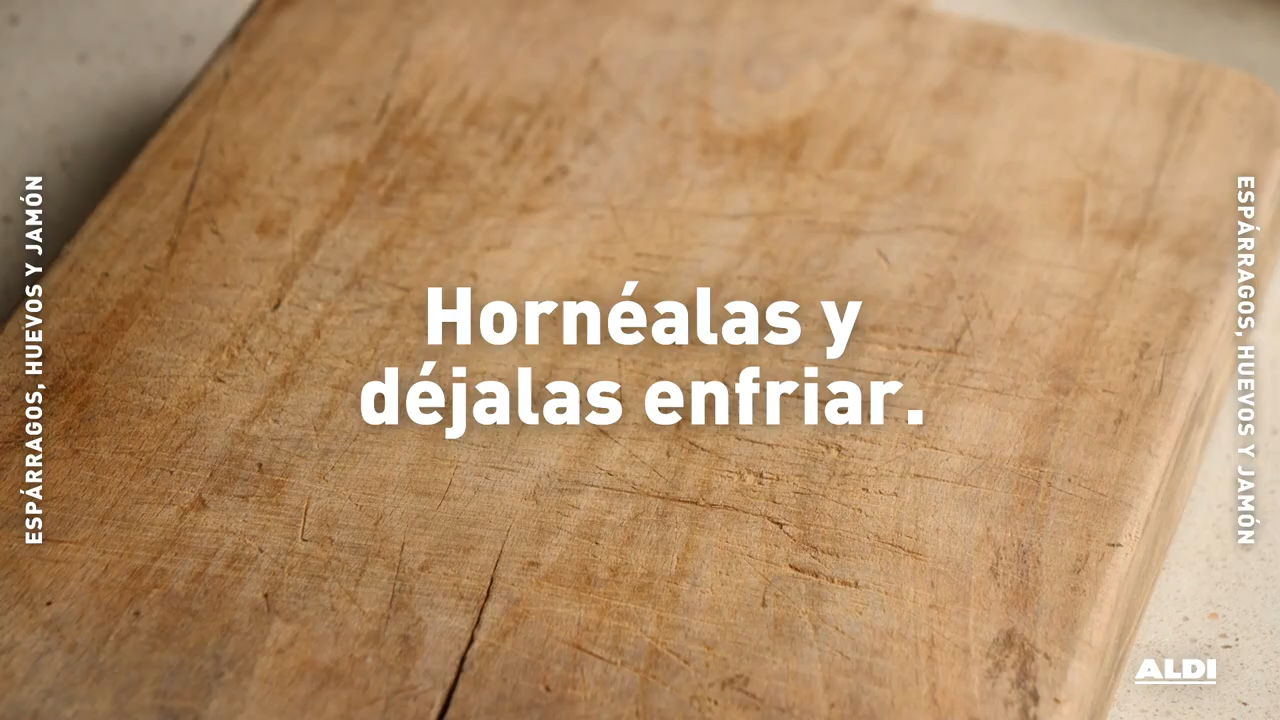 ESPÁRRAGOS, HUEVOS Y JAMÓN
Hornéalas y
déjalas enfriar.
ESPÁRRAGOS, HUEVOS Y JAMÓN
ALDI